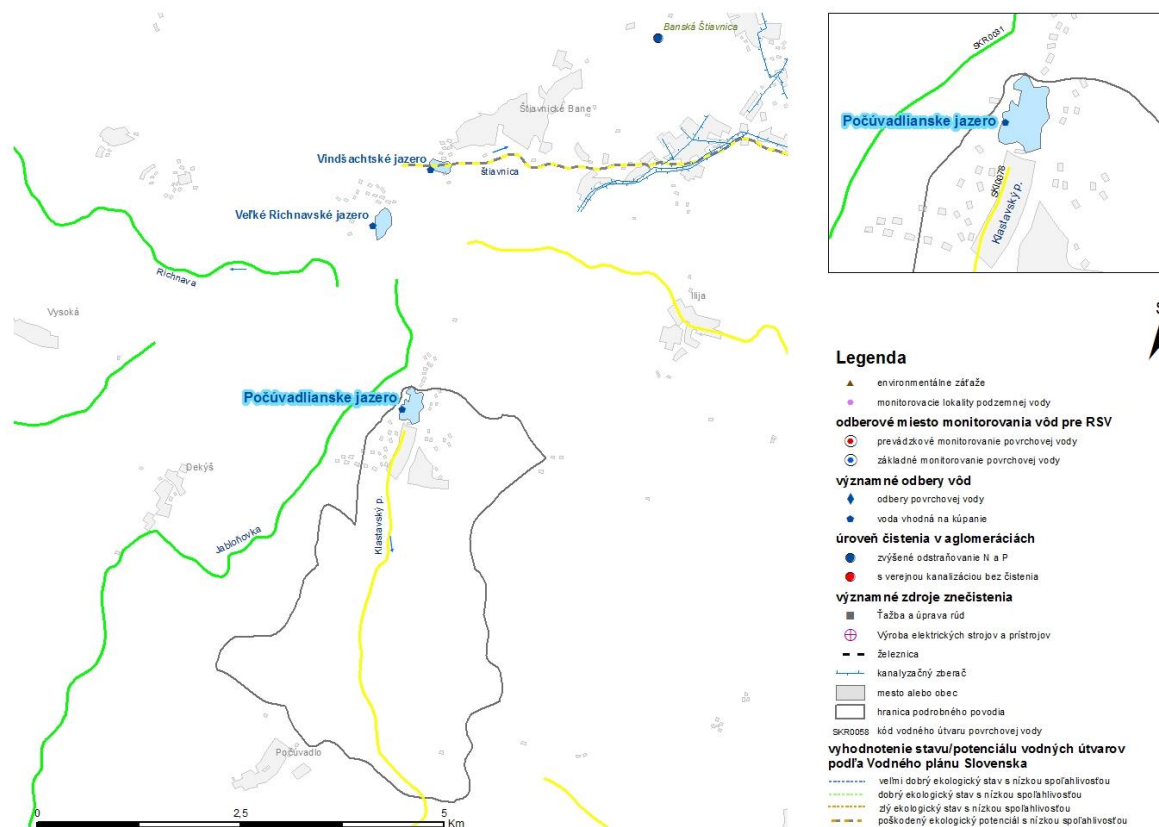 Banská Štiavnica
Štiavnické Bane
Vindšachtské jazero
štiavnica
Veľké Richnavské jazero
Richnava
Ilija
Vysoká
Počúvadlianske jazero
Dekýš
Klastavský p.
Jabloňovka
Počúvadlo
0
2,5
5
Km
SKR0031
Počúvadlianske jazero
SKI0078
Klastavský p.
S
Legenda
environmentálne záťaže
monitorovacie lokality podzemnej vody
odberové miesto monitorovania vôd pre RSV
prevádzkové monitorovanie povrchovej vody
základné monitorovanie povrchovej vody
významné odbery vôd
odbery povrchovej vody
voda vhodná na kúpanie
úroveň čistenia v aglomeráciách
zvýšené odstraňovanie N a P
s verejnou kanalizáciou bez čistenia
významné zdroje znečistenia
Ťažba a úprava rúd
Výroba elektrických strojov a prístrojov
železnica
kanalyzačný zberač
mesto alebo obec
hranica podrobného povodia
SKR0058 kód vodného útvaru povrchovej vody
vyhodnotenie stavu/potenciálu vodných útvarov
podľa Vodného plánu Slovenska
veľmi dobrý ekologický stav s nízkou spoľahlivosťou
dobrý ekologický stav s nízkou spoľahlivosťou
zlý ekologický stav s nízkou spoľahlivosťou
poškodený ekologický potenciál s nízkou spoľahlivosťou